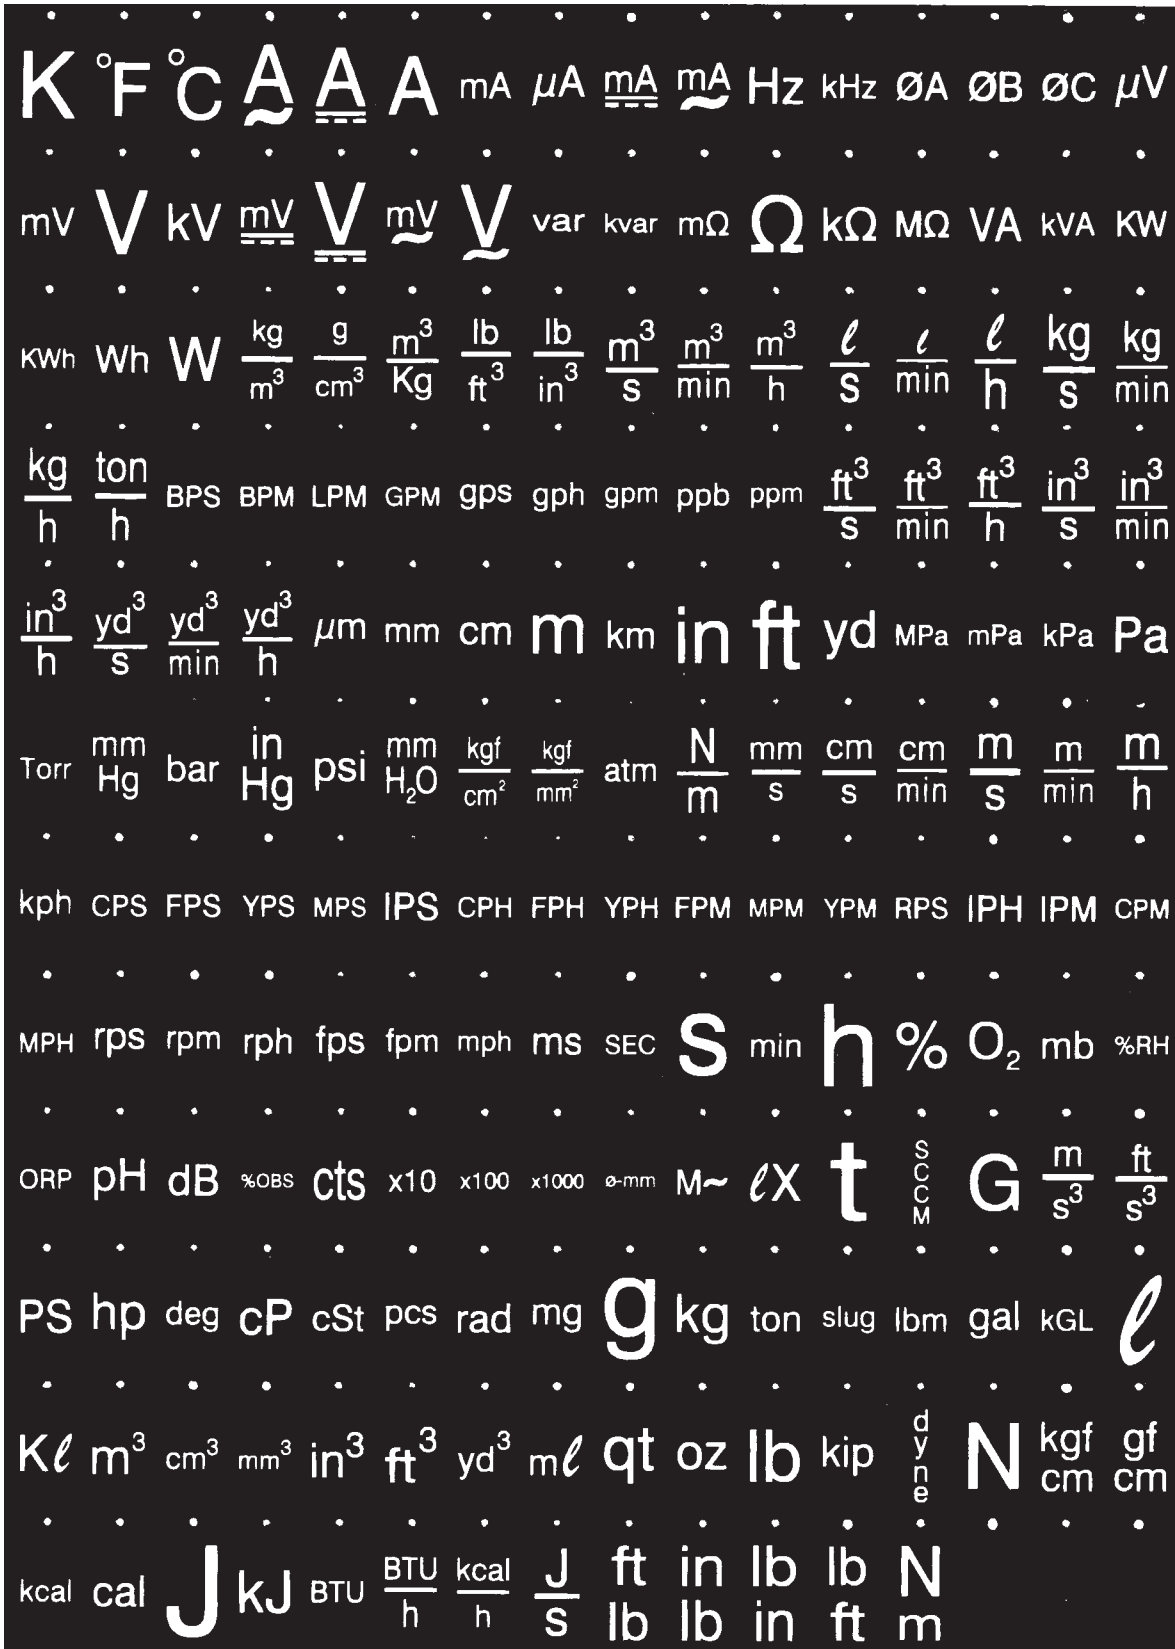 K °F °C A A A mA µA mA mA Hz kHz ØA ØB ØC µV
mV V kV mV V mV V var kvar mΩ Ω kΩ MΩ VA kVA KW
KWh Wh W kg/m³ g/cm³ m³/Kg lb/ft³ lb/in³ m³/s m³/min m³/h ℓ/s ℓ/min ℓ/h kg/s kg/min
kg/h ton/h BPS BPM LPM GPM gps gph gpm ppb ppm ft³/s ft³/min ft³/h in³/s in³/min
in³/h yd³/s yd³/min yd³/h µm mm cm m km in ft yd MPa mPa kPa Pa
Torr mm Hg bar in Hg psi mm H₂O kgf/cm² kgf/mm² atm N/m mm/s cm/s cm/min m/s m/min m/h
kph CPS FPS YPS MPS IPS CPH FPH YPH FPM MPM YPM RPS IPH IPM CPM
MPH rps rpm rph fps fpm mph ms SEC s min h % O₂ mb %RH
ORP pH dB %OBS cts x10 x100 x1000 ø-mm M~ ℓX t SCCM G m/s³ ft/s³
PS hp deg cP cSt pcs rad mg g kg ton slug lbm gal kGL ℓ
Kℓ m³ cm³ mm³ in³ ft³ yd³ mℓ qt oz lb kip dyne N kgf cm gf cm
kcal cal J kJ BTU BTU/h kcal/h J/s ft lb in lb lb in lb ft N m